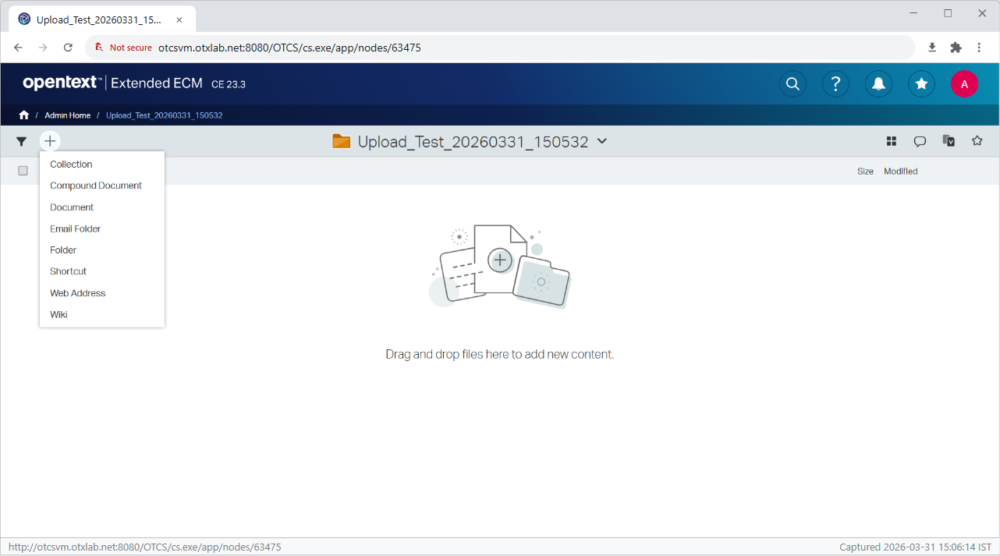 Upload_Test_20260331_15...
Not secure otcsvm.otxlab.net:8080/OTCS/cs.exe/app/nodes/63475
opentext™ | Extended ECM CE 23.3
A
/ Admin Home / Upload_Test_20260331_150532
Upload_Test_20260331_150532
Size Modified
Collection
Compound Document
Document
Email Folder
Folder
Shortcut
Web Address
Wiki
Drag and drop files here to add new content.
http://otcsvm.otxlab.net:8080/OTCS/cs.exe/app/nodes/63475
Captured 2026-03-31 15:06:14 IST